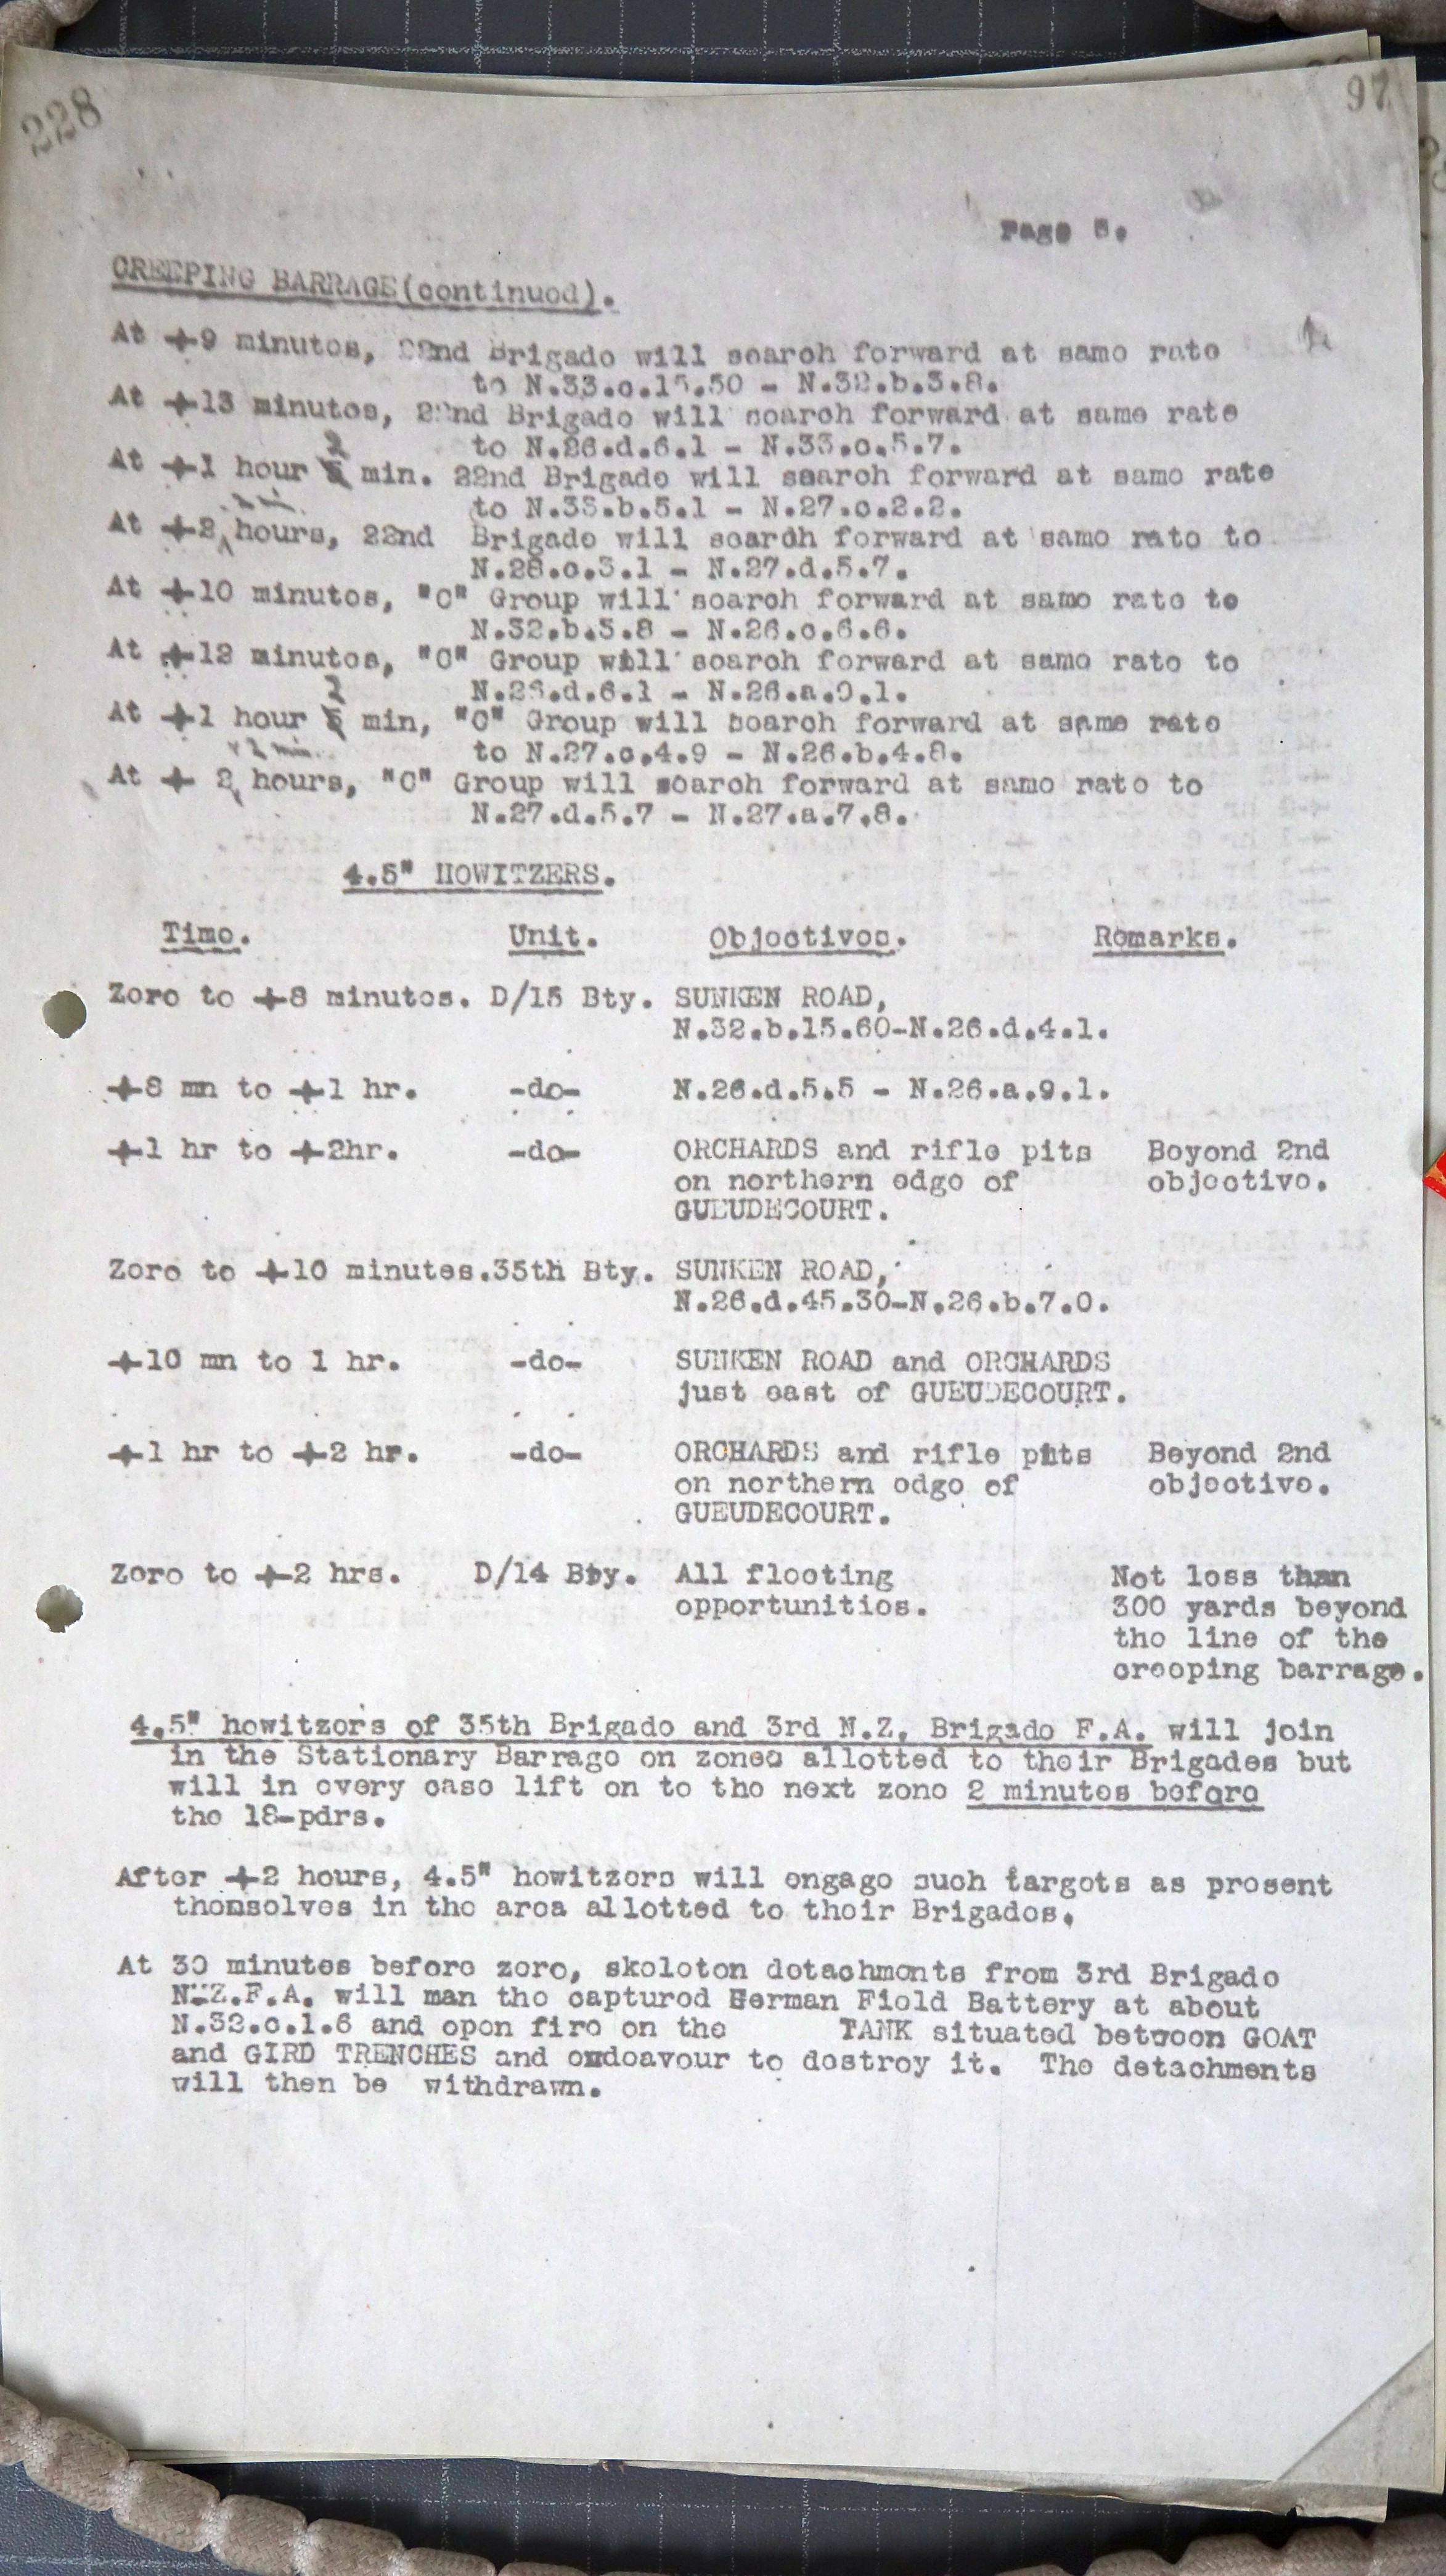 228
97
Page 5.
CREEPING BARRAGE(continued).
At +9 minutes, 22nd Brigade will search forward at same rate
to N.33.c.15.50 - N.32.b.3.8.
At +13 minutes, 22nd Brigade will search forward at same rate
to N.26.d.6.1 - N.33.c.5.7.
2
At +1 hour 5 min. 22nd Brigade will search forward at same rate
to N.33.b.5.1 - N.27.c.2.2.
At +2 hours, 22nd Brigade will search forward at same rate to
N.28.c.3.1 - N.27.d.5.7.
At +10 minutes, "C" Group will search forward at same rate to
N.32.b.3.8 - N.26.c.6.6.
At +12 minutes, "C" Group will search forward at same rate to
N.26.d.6.1 - N.26.a.9.1.
2
At +1 hour 5 min, "C" Group will search forward at same rate
to N.27.c.4.9 - N.26.b.4.8.
+2 min.
At + 2 hours, "C" Group will search forward at same rate to
N.27.d.5.7 - N.27.a.7.8.
4.5" HOWITZERS.
Time. Unit. Objectives. Remarks.
Zero to +8 minutes. D/15 Bty. SUNKEN ROAD,
N.32.b.15.60-N.26.d.4.1.
+8 mn to +1 hr. -do- N.26.d.5.5 - N.26.a.9.1.
+1 hr to +2hr. -do- ORCHARDS and rifle pits Beyond 2nd
on northern edge of objective.
GUEUDECOURT.
Zero to +10 minutes.35th Bty. SUNKEN ROAD,
N.26.d.45.30-N.26.b.7.0.
+10 mn to 1 hr. -do- SUNKEN ROAD and ORCHARDS
just east of GUEUDECOURT.
+1 hr to +2 hr. -do- ORCHARDS and rifle pits Beyond 2nd
on northern edge of objective.
GUEUDECOURT.
Zero to +2 hrs. D/14 Bty. All fleeting Not less than
opportunities. 300 yards beyond
the line of the
creeping barrage.
4.5" howitzers of 35th Brigade and 3rd N.Z. Brigade F.A. will join
in the Stationary Barrage on zones allotted to their Brigades but
will in every case lift on to the next zone 2 minutes before
the 18-pdrs.
After +2 hours, 4.5" howitzers will engage such targets as present
themselves in the area allotted to their Brigades.
At 30 minutes before zero, skeleton detachments from 3rd Brigade
N.Z.F.A. will man the captured German Field Battery at about
N.32.c.1.6 and open fire on the TANK situated between GOAT
and GIRD TRENCHES and endeavour to destroy it. The detachments
will then be withdrawn.